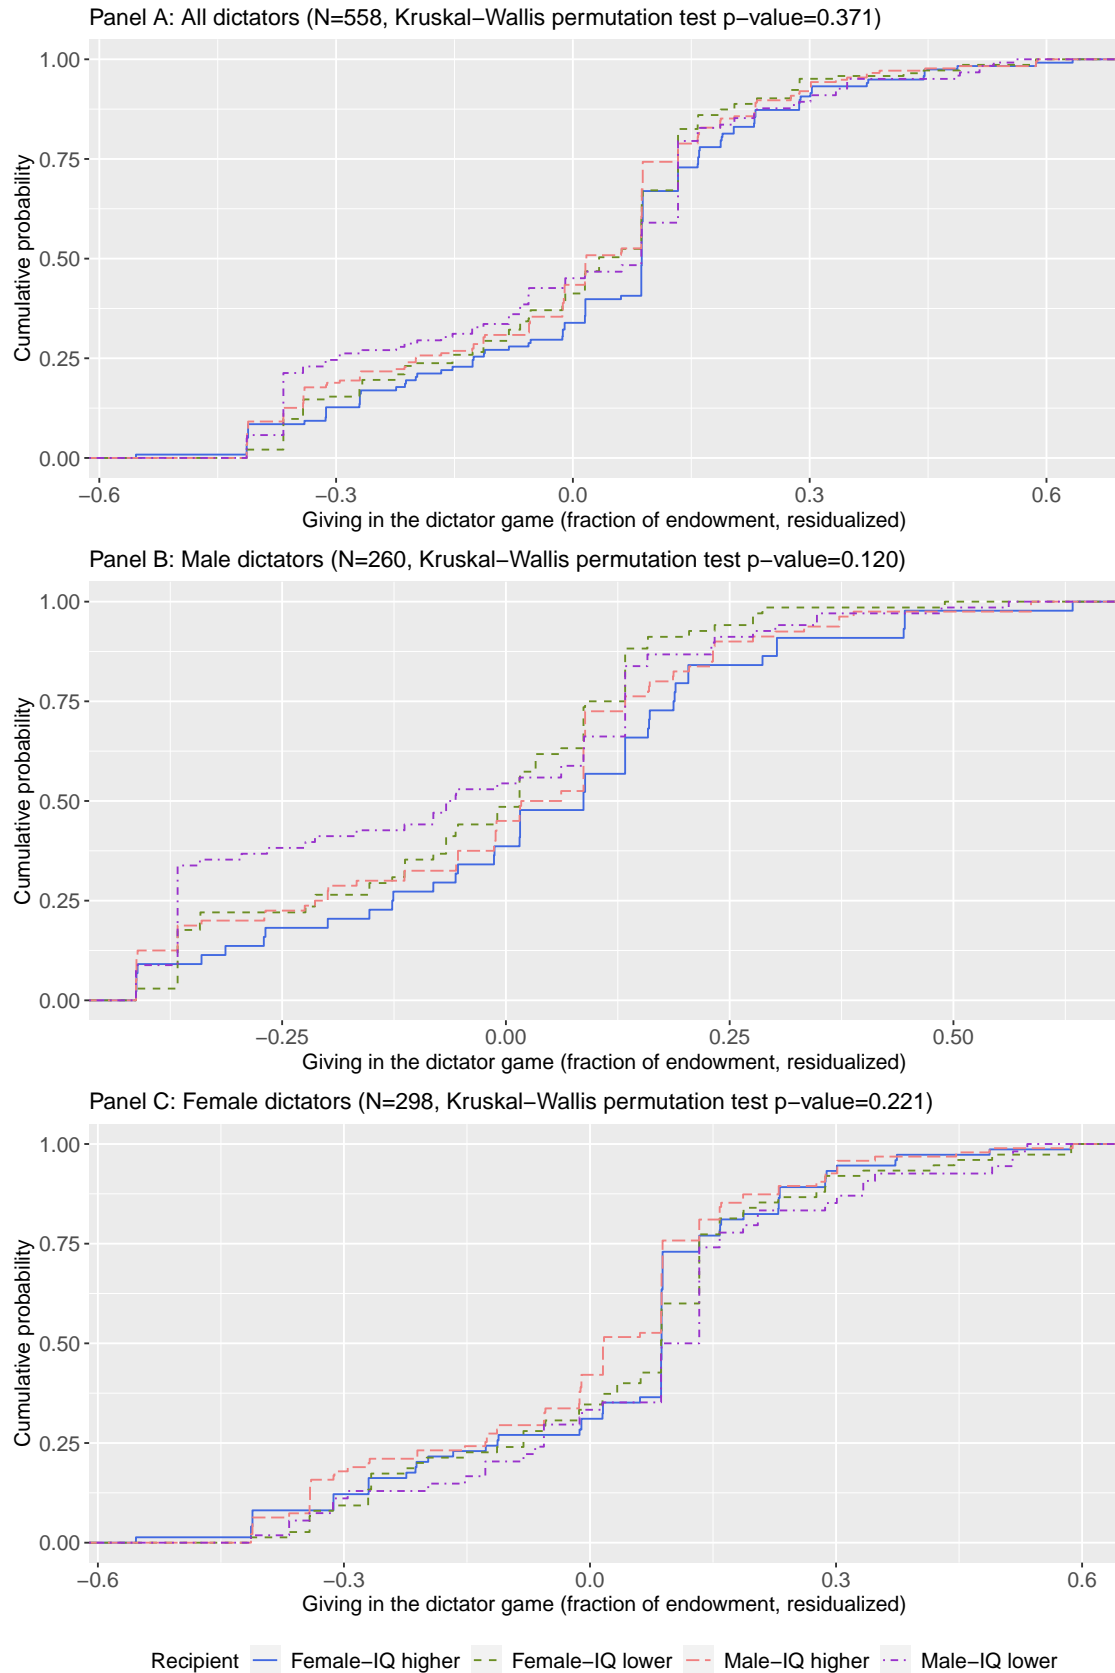 Panel A: All dictators (N=558, Kruskal−Wallis permutation test p−value=0.371)
1.00
0.75
0.50
0.25
0.00
Cumulative probability
−0.6 −0.3 0.0 0.3 0.6
Giving in the dictator game (fraction of endowment, residualized)
Panel B: Male dictators (N=260, Kruskal−Wallis permutation test p−value=0.120)
1.00
0.75
0.50
0.25
0.00
Cumulative probability
−0.25 0.00 0.25 0.50
Giving in the dictator game (fraction of endowment, residualized)
Panel C: Female dictators (N=298, Kruskal−Wallis permutation test p−value=0.221)
1.00
0.75
0.50
0.25
0.00
Cumulative probability
−0.6 −0.3 0.0 0.3 0.6
Giving in the dictator game (fraction of endowment, residualized)
Recipient Female−IQ higher Female−IQ lower Male−IQ higher Male−IQ lower